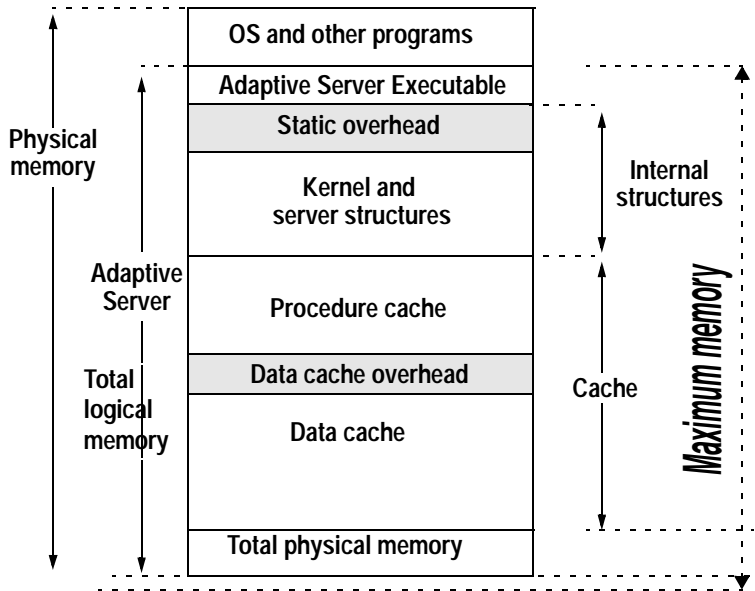 OS and other programs
Adaptive Server Executable
Static overhead
Physical
memory
Kernel and
server structures
Internal
structures
Adaptive
Server
Procedure cache
Maximum memory
Data cache overhead
Total
logical
memory
Cache
Data cache
Total physical memory